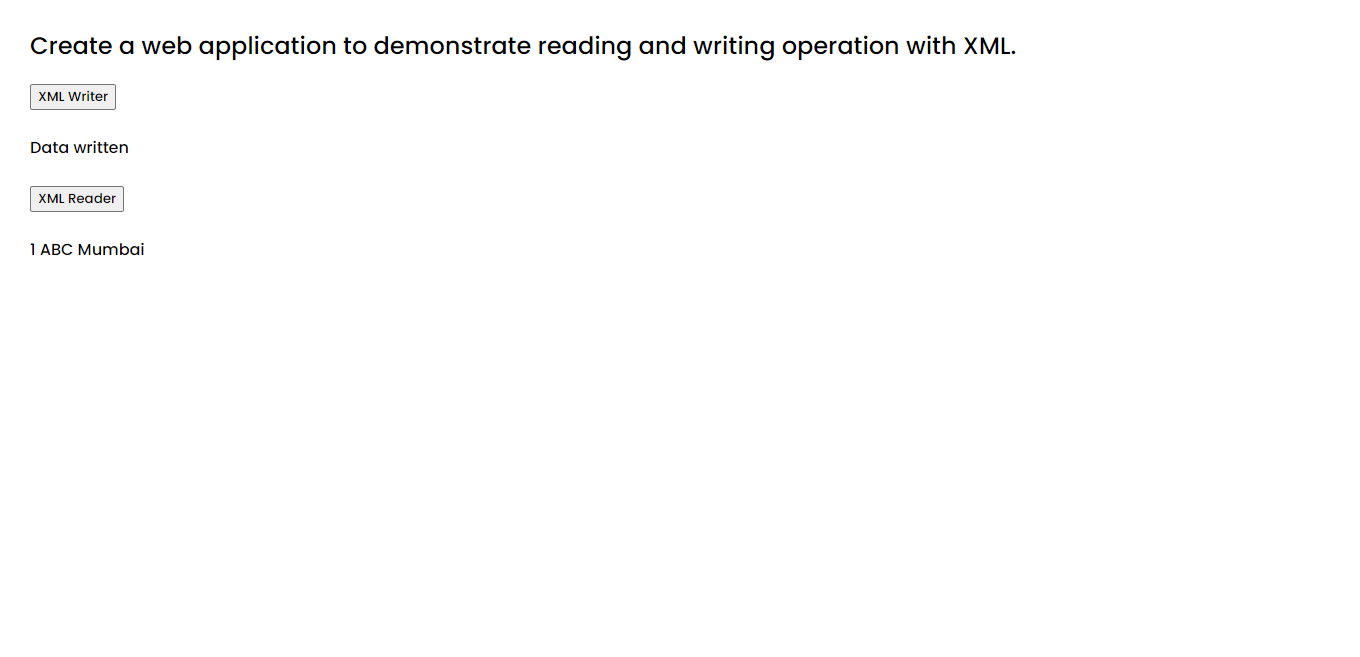 Create a web application to demonstrate reading and writing operation with XML.
XML Writer
Data written
XML Reader
1 ABC Mumbai